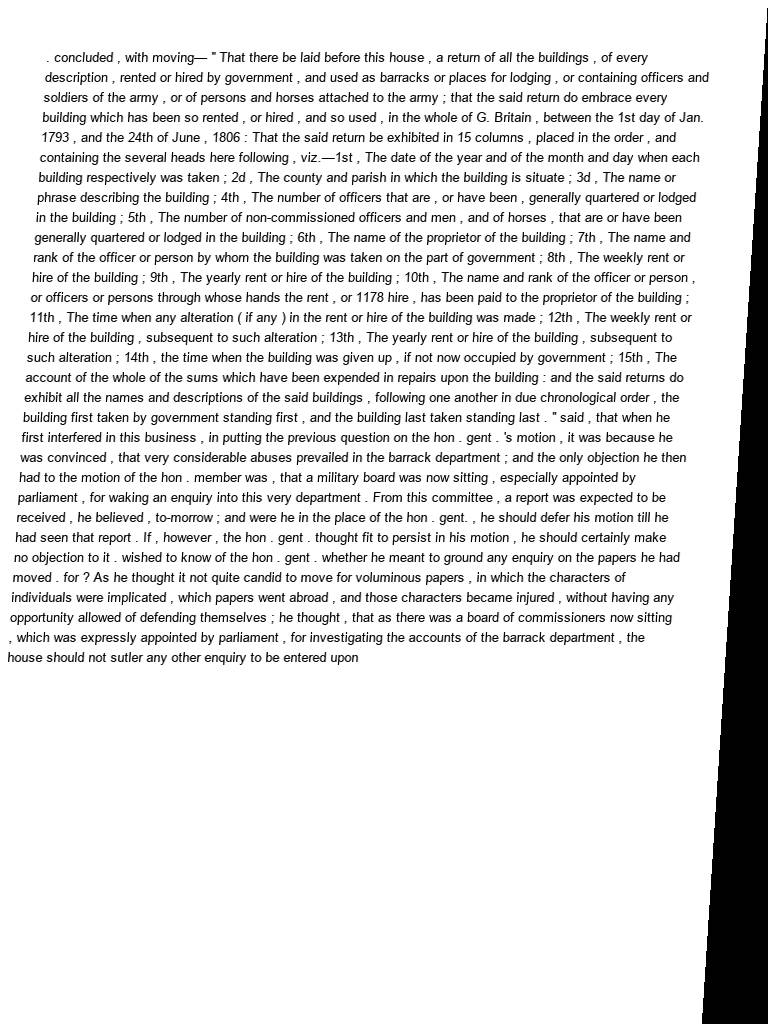 . concluded , with moving— " That there be laid before this house , a return of all the buildings , of every
description , rented or hired by government , and used as barracks or places for lodging , or containing officers and
soldiers of the army , or of persons and horses attached to the army ; that the said return do embrace every
building which has been so rented , or hired , and so used , in the whole of G. Britain , between the 1st day of Jan.
1793 , and the 24th of June , 1806 : That the said return be exhibited in 15 columns , placed in the order , and
containing the several heads here following , viz.—1st , The date of the year and of the month and day when each
building respectively was taken ; 2d , The county and parish in which the building is situate ; 3d , The name or
phrase describing the building ; 4th , The number of officers that are , or have been , generally quartered or lodged
in the building ; 5th , The number of non-commissioned officers and men , and of horses , that are or have been
generally quartered or lodged in the building ; 6th , The name of the proprietor of the building ; 7th , The name and
rank of the officer or person by whom the building was taken on the part of government ; 8th , The weekly rent or
hire of the building ; 9th , The yearly rent or hire of the building ; 10th , The name and rank of the officer or person ,
or officers or persons through whose hands the rent , or 1178 hire , has been paid to the proprietor of the building ;
11th , The time when any alteration ( if any ) in the rent or hire of the building was made ; 12th , The weekly rent or
hire of the building , subsequent to such alteration ; 13th , The yearly rent or hire of the building , subsequent to
such alteration ; 14th , the time when the building was given up , if not now occupied by government ; 15th , The
account of the whole of the sums which have been expended in repairs upon the building : and the said returns do
exhibit all the names and descriptions of the said buildings , following one another in due chronological order , the
building first taken by government standing first , and the building last taken standing last . " said , that when he
first interfered in this business , in putting the previous question on the hon . gent . 's motion , it was because he
was convinced , that very considerable abuses prevailed in the barrack department ; and the only objection he then
had to the motion of the hon . member was , that a military board was now sitting , especially appointed by
parliament , for waking an enquiry into this very department . From this committee , a report was expected to be
received , he believed , to-morrow ; and were he in the place of the hon . gent. , he should defer his motion till he
had seen that report . If , however , the hon . gent . thought fit to persist in his motion , he should certainly make
no objection to it . wished to know of the hon . gent . whether he meant to ground any enquiry on the papers he had
moved . for ? As he thought it not quite candid to move for voluminous papers , in which the characters of
individuals were implicated , which papers went abroad , and those characters became injured , without having any
opportunity allowed of defending themselves ; he thought , that as there was a board of commissioners now sitting
, which was expressly appointed by parliament , for investigating the accounts of the barrack department , the
house should not sutler any other enquiry to be entered upon